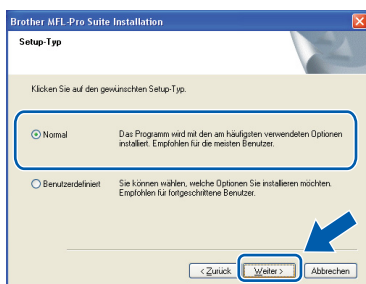 Brother MFL-Pro Suite Installation
Setup-Typ
Klicken Sie auf den gewünschten Setup-Typ.
Normal
Das Programm wird mit den am häufigsten verwendeten Optionen
installiert. Empfohlen für die meisten Benutzer.
Benutzerdefiniert
Sie können wählen, welche Optionen Sie installieren möchten.
Empfohlen für fortgeschrittene Benutzer.
< Zurück
Weiter >
Abbrechen